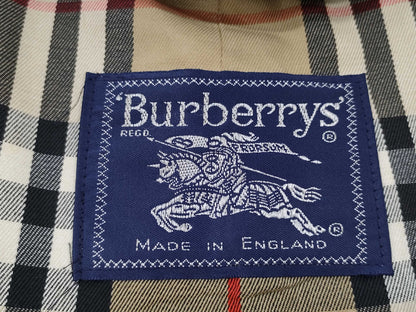 'Burberrys'
REGD. ®
PRORSUM
MADE IN ENGLAND
®